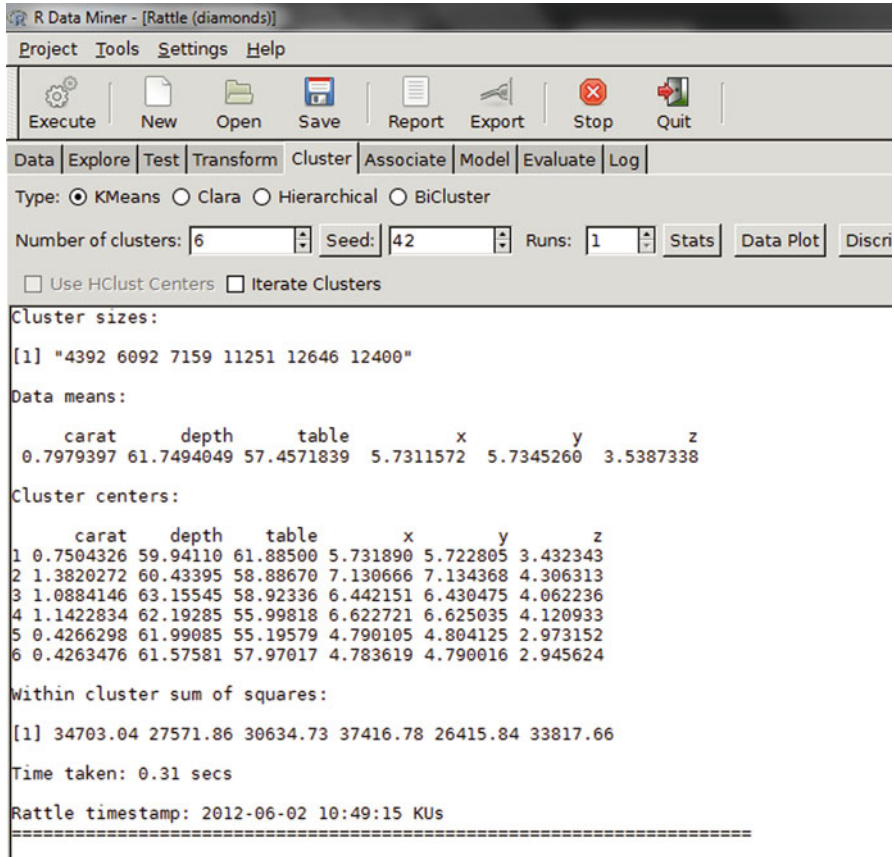 R Data Miner - [Rattle (diamonds)]
Project Tools Settings Help
Execute New Open Save Report Export Stop Quit
Data Explore Test Transform Cluster Associate Model Evaluate Log
Type: KMeans Clara Hierarchical BiCluster
Number of clusters: 6 Seed: 42 Runs: 1 Stats Data Plot Discri
Use HClust Centers Iterate Clusters
Cluster sizes:
[1] "4392 6092 7159 11251 12646 12400"
Data means:
carat depth table x y z
0.7979397 61.7494049 57.4571839 5.7311572 5.7345260 3.5387338
Cluster centers:
carat depth table x y z
1 0.7504326 59.94110 61.88500 5.731890 5.722805 3.432343
2 1.3820272 60.43395 58.88670 7.130666 7.134368 4.306313
3 1.0884146 63.15545 58.92336 6.442151 6.430475 4.062236
4 1.1422834 62.19285 55.99818 6.622721 6.625035 4.120933
5 0.4266298 61.99085 55.19579 4.790105 4.804125 2.973152
6 0.4263476 61.57581 57.97017 4.783619 4.790016 2.945624
Within cluster sum of squares:
[1] 34703.04 27571.86 30634.73 37416.78 26415.84 33817.66
Time taken: 0.31 secs
Rattle timestamp: 2012-06-02 10:49:15 KUs
======================================================================